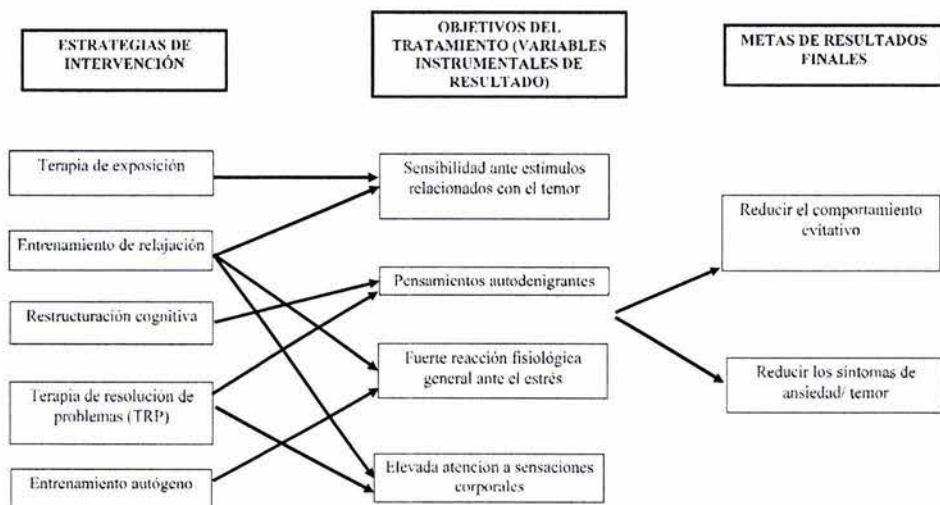 ESTRATEGIAS DE
INTERVENCIÓN
OBJETIVOS DEL
TRATAMIENTO (VARIABLES
INSTRUMENTALES DE
RESULTADO)
METAS DE RESULTADOS
FINALES
Terapia de exposición
Entrenamiento de relajación
Restructuración cognitiva
Terapia de resolución de
problemas (TRP)
Entrenamiento autógeno
Sensibilidad ante estímulos
relacionados con el temor
Pensamientos autodenigrantes
Fuerte reacción fisiológica
general ante el estrés
Elevada atencion a sensaciones
corporales
Reducir el comportamiento
evitativo
Reducir los síntomas de
ansiedad/ temor